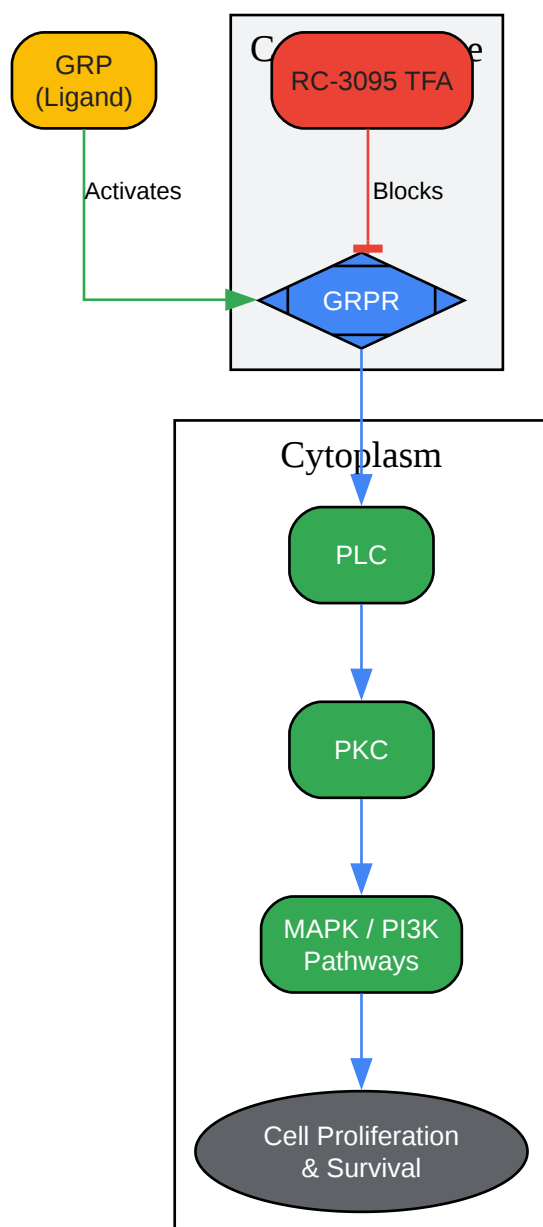 GRP
(Ligand)
RC-3095 TFA
Activates
Blocks
GRPR
Cytoplasm
PLC
PKC
MAPK / PI3K
Pathways
Cell Proliferation
& Survival